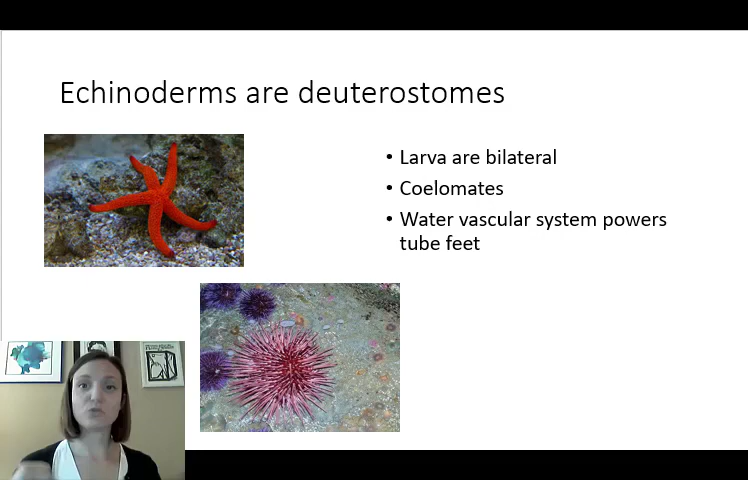 Echinoderms are deuterostomes
• Larva are bilateral
• Coelomates
• Water vascular system powers
tube feet